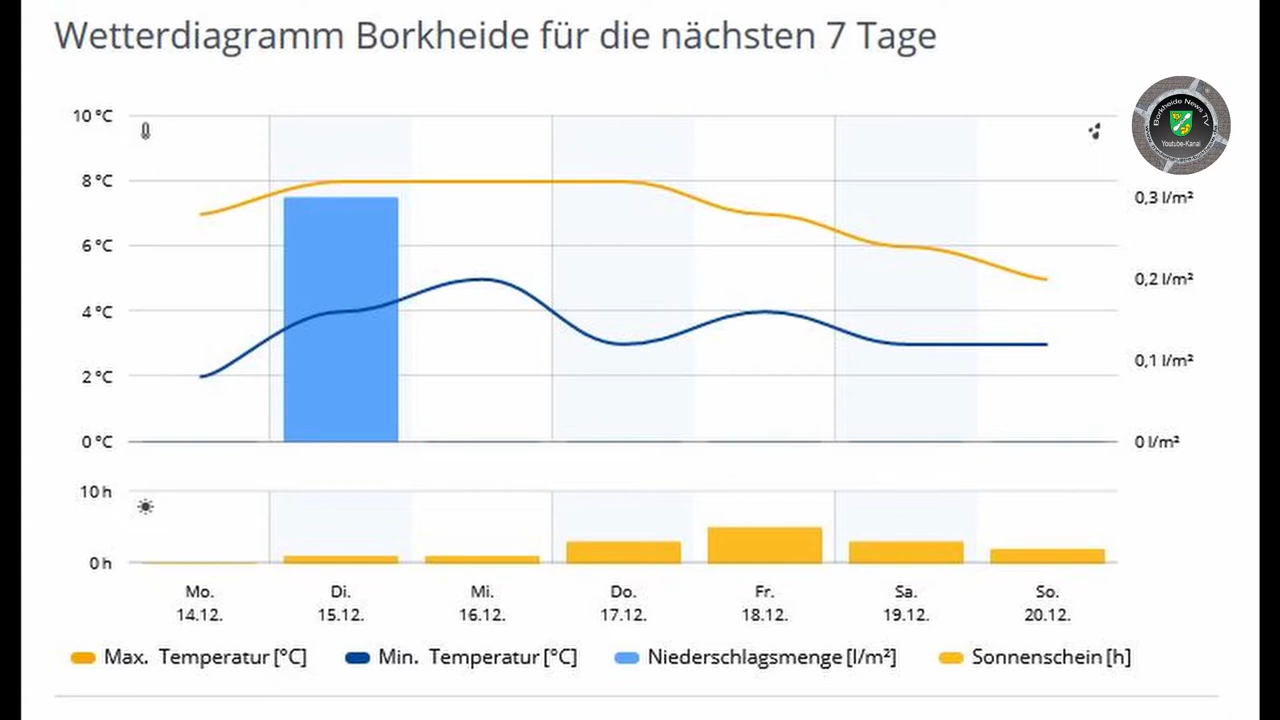 Wetterdiagramm Borkheide für die nächsten 7 Tage
Borkheide News TV
Youtube-Kanal
10 °C
8 °C
6 °C
4 °C
2 °C
0 °C
0,3 l/m²
0,2 l/m²
0,1 l/m²
0 l/m²
10 h
0 h
Mo. Di. Mi. Do. Fr. Sa. So.
14.12. 15.12. 16.12. 17.12. 18.12. 19.12. 20.12.
Max. Temperatur [°C] Min. Temperatur [°C] Niederschlagsmenge [l/m²] Sonnenschein [h]